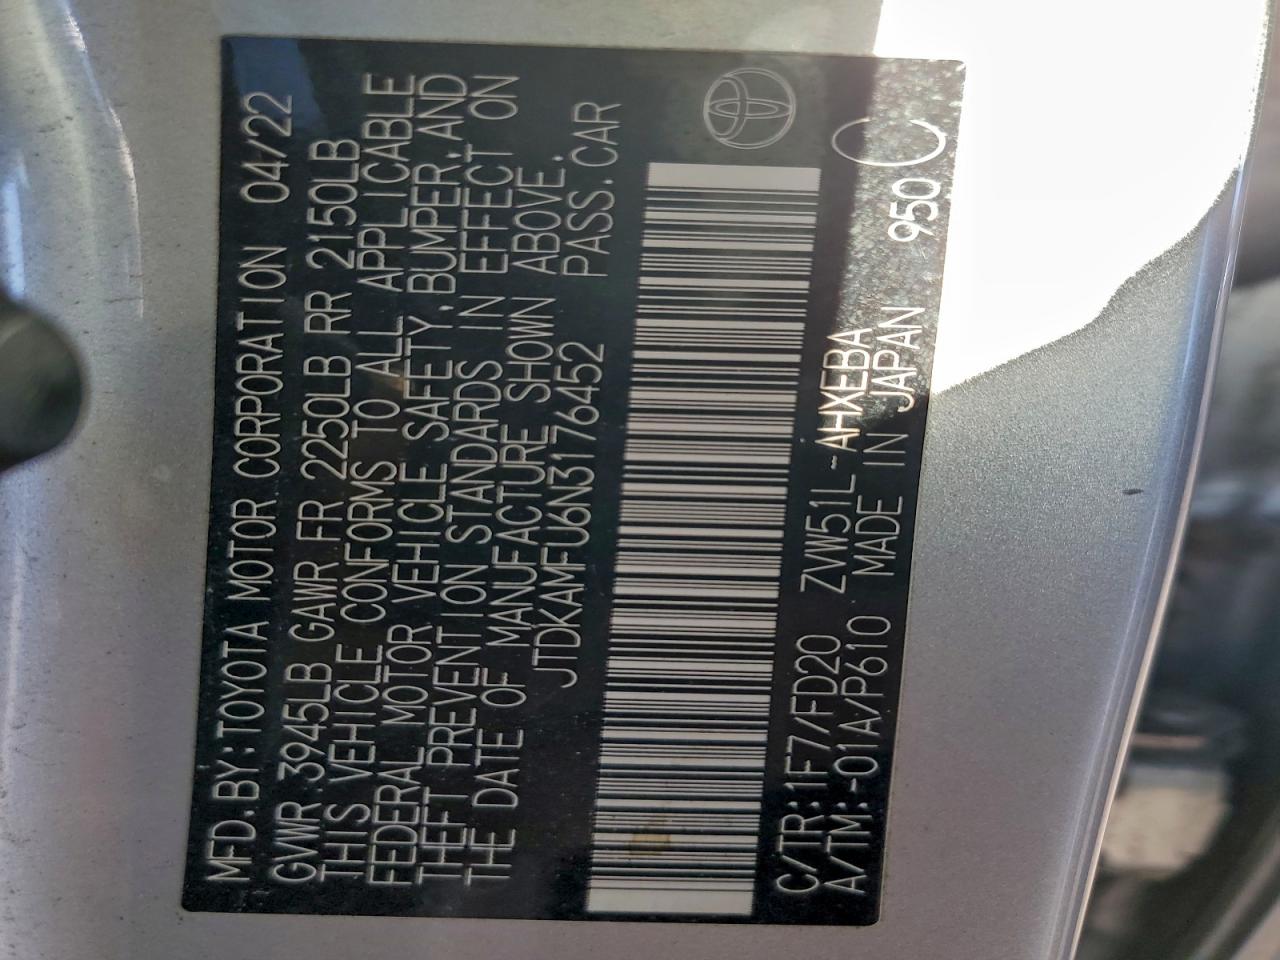 MFD.BY:TOYOTA MOTOR CORPORATION 04/22
GVWR 3945LB GAWR FR 2250LB RR 2150LB
THIS VEHICLE CONFORMS TO ALL APPLICABLE
FEDERAL MOTOR VEHICLE SAFETY,BUMPER,AND
THEFT PREVENTION STANDARDS IN EFFECT ON
THE DATE OF MANUFACTURE SHOWN ABOVE.
JTDKAMFU6N3176452 PASS.CAR
C/TR:1F7/FD20 ZVW51L-AHXEBA
A/TM:-01A/P610 MADE IN JAPAN 950